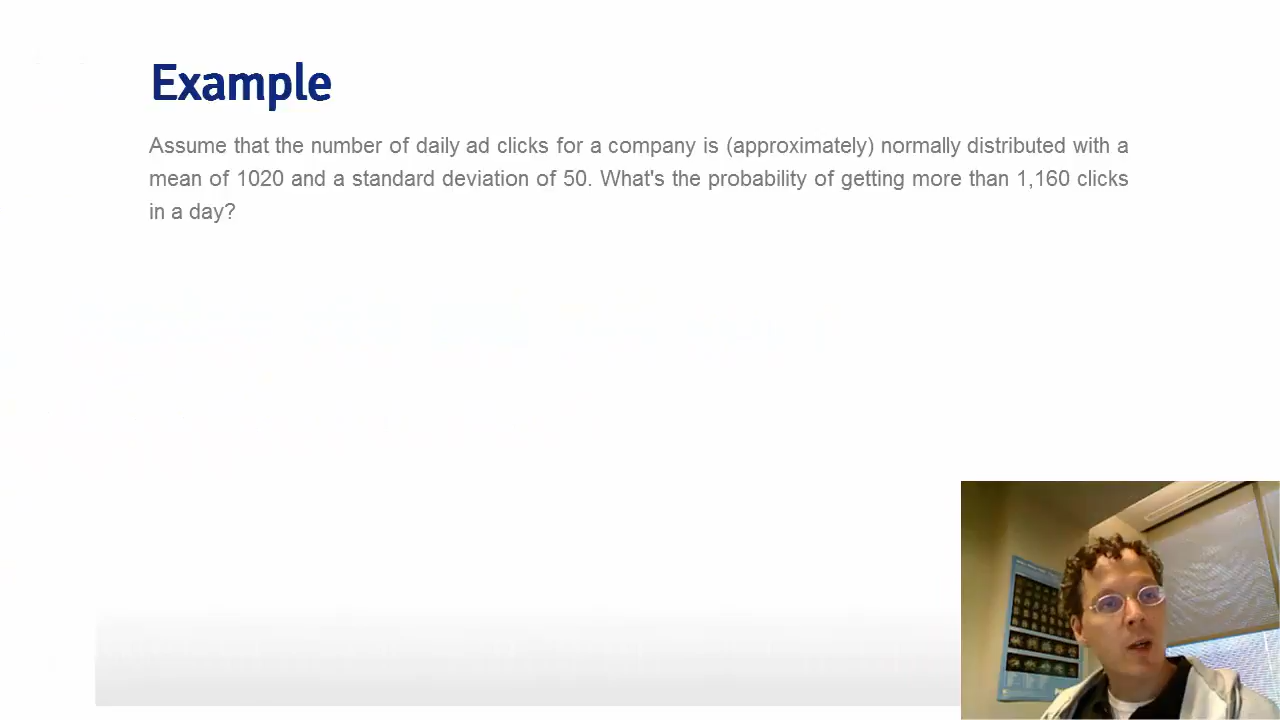 Example
Assume that the number of daily ad clicks for a company is (approximately) normally distributed with a
mean of 1020 and a standard deviation of 50. What's the probability of getting more than 1,160 clicks
in a day?